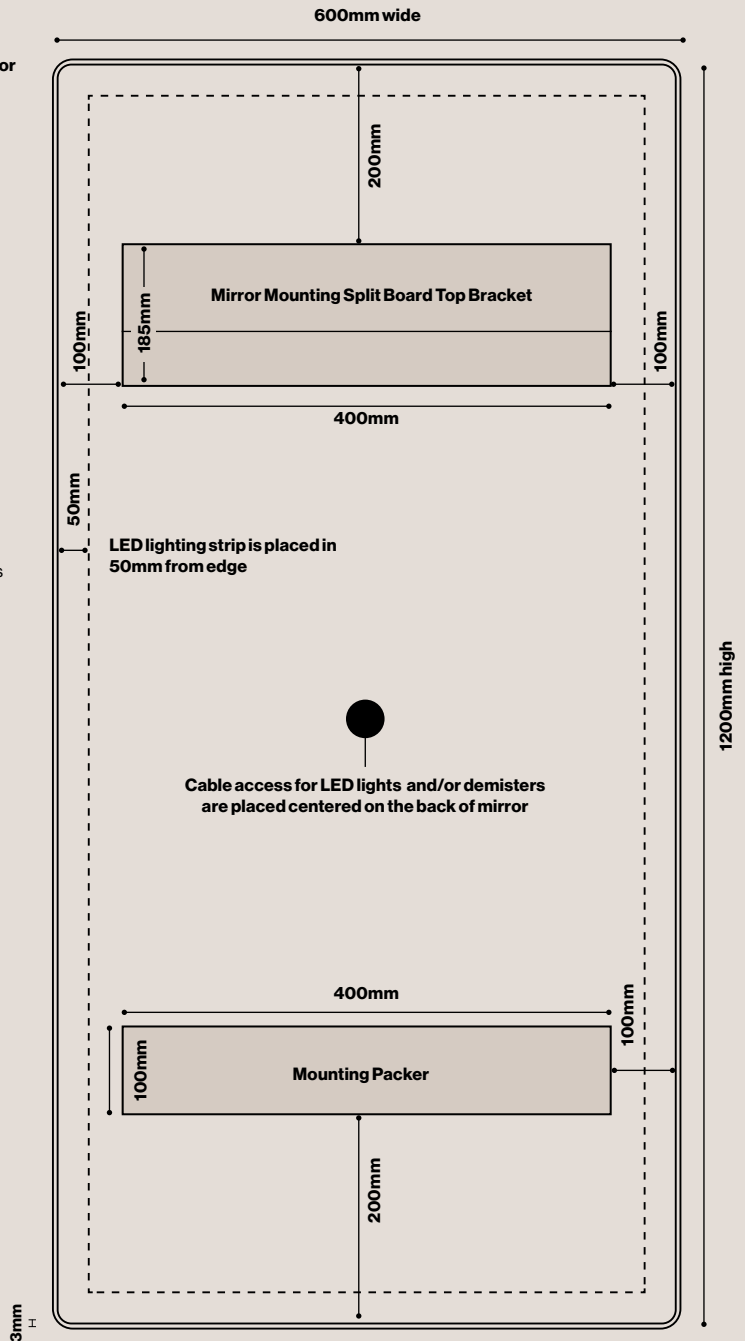 600mm wide
or
200mm
Mirror Mounting Split Board Top Bracket
185mm
100mm
100mm
400mm
50mm
LED lighting strip is placed in
50mm from edge
s
1200mm high
Cable access for LED lights and/or demisters
are placed centered on the back of mirror
400mm
100mm
100mm
Mounting Packer
200mm
3mm